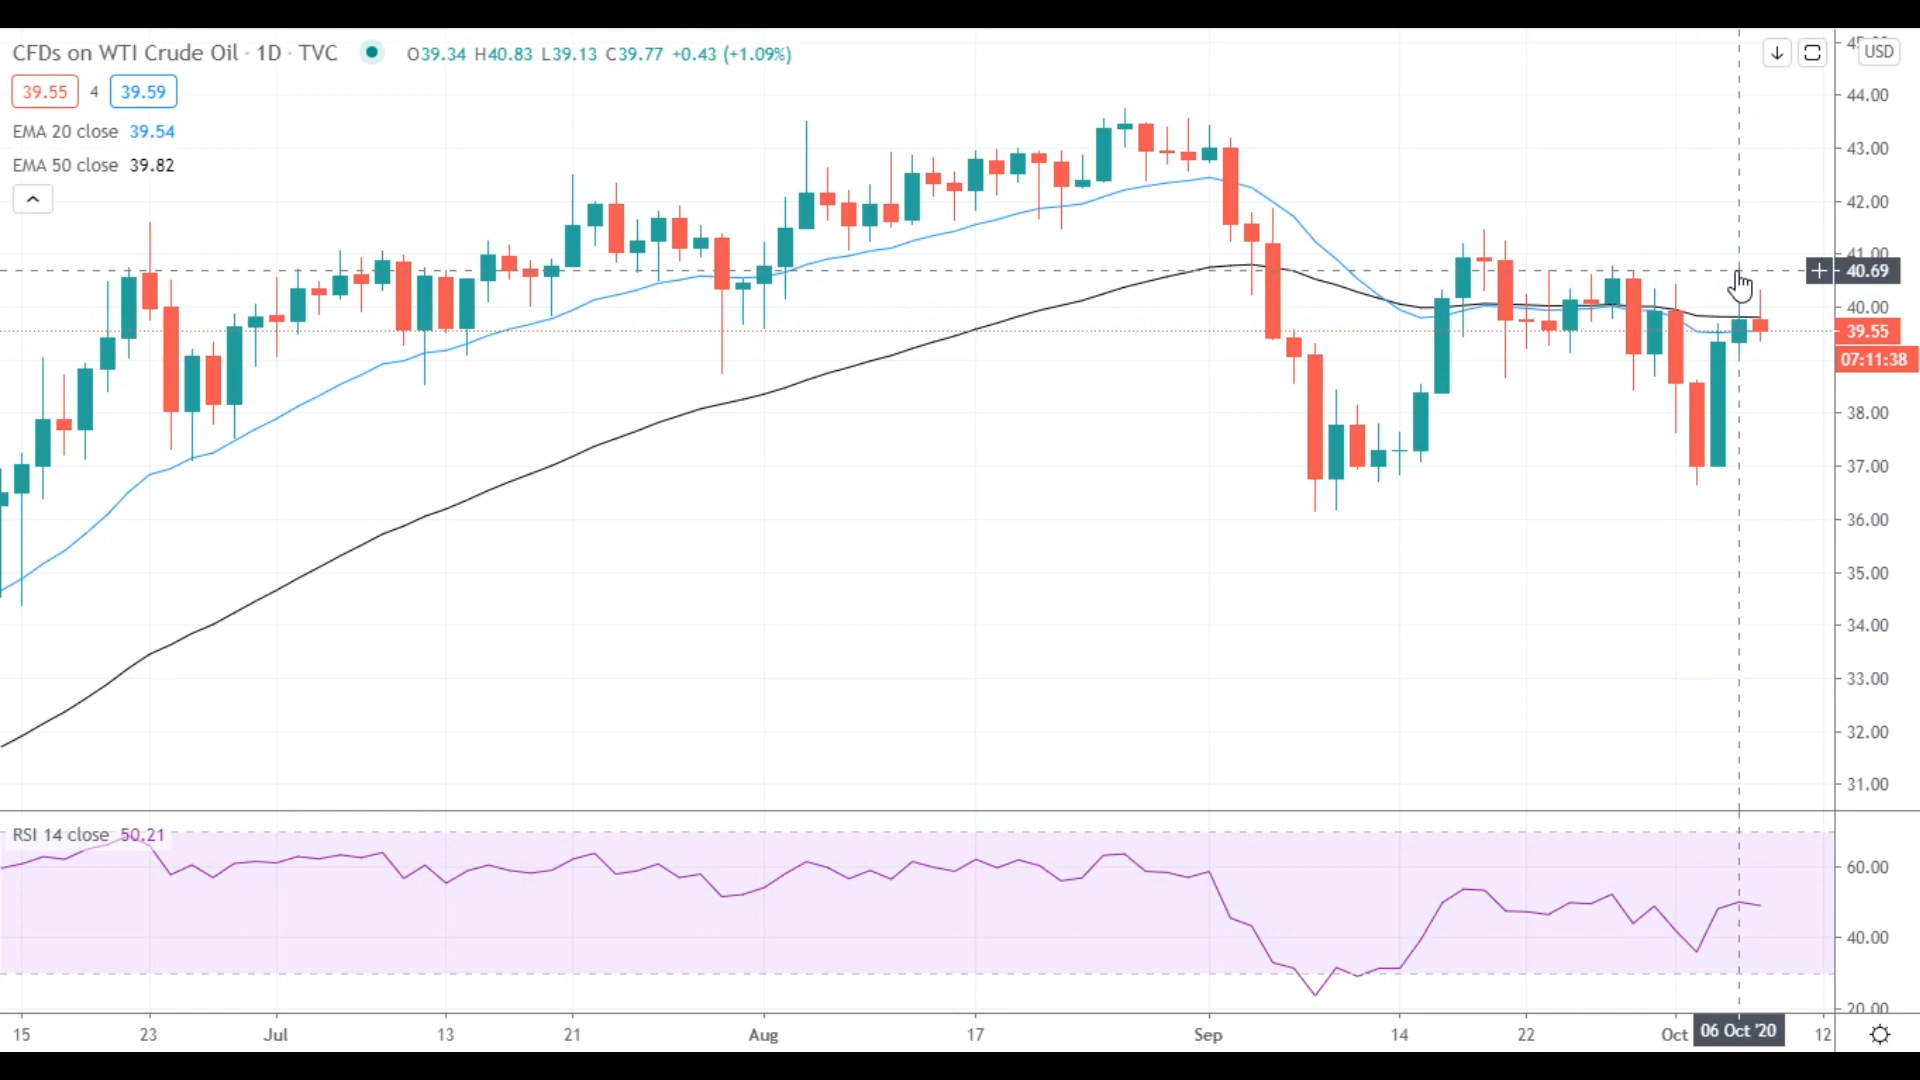 CFDs on WTI Crude Oil · 1D · TVC O39.34 H40.83 L39.13 C39.77 +0.43 (+1.09%)
39.55 4 39.59
EMA 20 close 39.54
EMA 50 close 39.82
USD
44.00
43.00
42.00
41.00
40.69
40.00
39.55
07:11:38
38.00
37.00
36.00
35.00
34.00
33.00
32.00
31.00
RSI 14 close 50.21
60.00
40.00
20.00
15 23 Jul 13 21 Aug 17 Sep 14 22 Oct 06 Oct '20 12